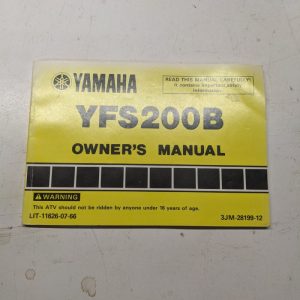 YAMAHA
READ THIS MANUAL CAREFULLY!
It contains important safety
information.
YFS200B
OWNER'S MANUAL
WARNING
This ATV should not be ridden by anyone under 16 years of age.
LIT-11626-07-66
3JM-28199-12